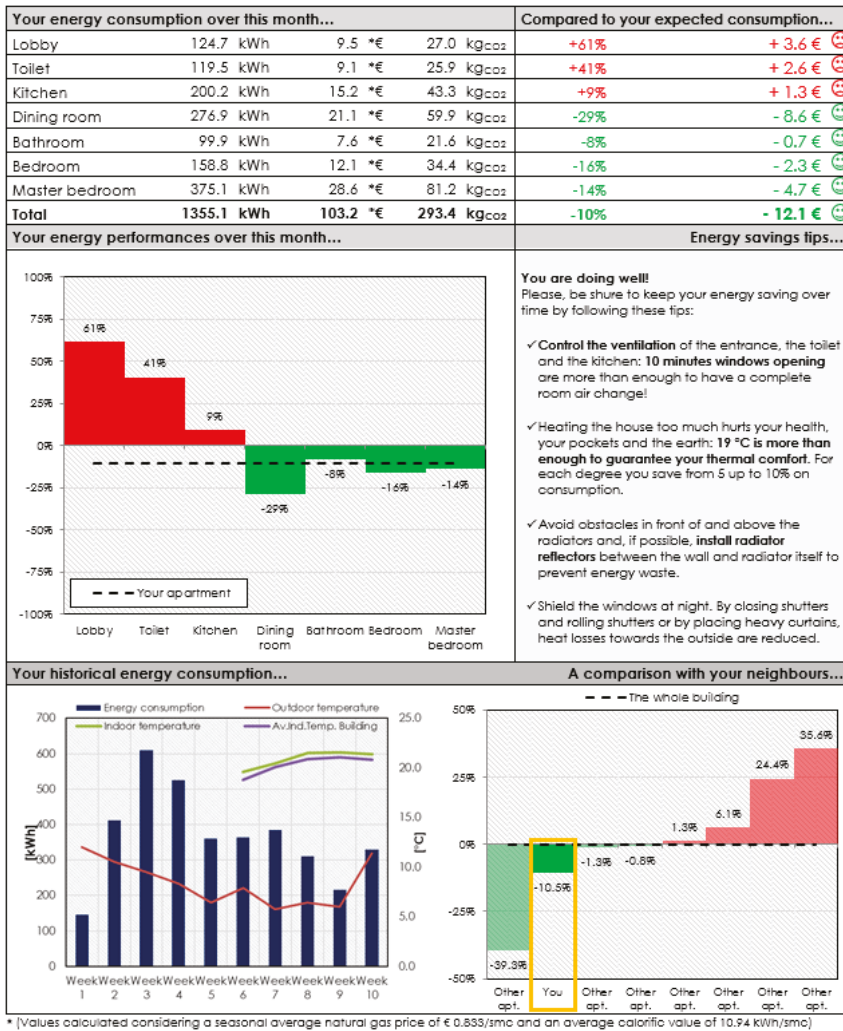 Your energy consumption over this month... Compared to your expected consumption...
Lobby 124.7 kWh 9.5 *€ 27.0 kgCO2 +61% + 3.6 €
Toilet 119.5 kWh 9.1 *€ 25.9 kgCO2 +41% + 2.6 €
Kitchen 200.2 kWh 15.2 *€ 43.3 kgCO2 +9% + 1.3 €
Dining room 276.9 kWh 21.1 *€ 59.9 kgCO2 -29% - 8.6 €
Bathroom 99.9 kWh 7.6 *€ 21.6 kgCO2 -8% - 0.7 €
Bedroom 158.8 kWh 12.1 *€ 34.4 kgCO2 -16% - 2.3 €
Master bedroom 375.1 kWh 28.6 *€ 81.2 kgCO2 -14% - 4.7 €
Total 1355.1 kWh 103.2 *€ 293.4 kgCO2 -10% - 12.1 €
Your energy performances over this month... Energy savings tips...
100%
75%
50%
25%
0%
-25%
-50%
-75%
-100%
61%
41%
9%
-29%
-8%
-16%
-14%
Your apartment
Lobby Toilet Kitchen Dining room Bathroom Bedroom Master bedroom
You are doing well!
Please, be shure to keep your energy saving over
time by following these tips:
✓Control the ventilation of the entrance, the toilet
and the kitchen: 10 minutes windows opening
are more than enough to have a complete
room air change!
✓Heating the house too much hurts your health,
your pockets and the earth: 19 °C is more than
enough to guarantee your thermal comfort. For
each degree you save from 5 up to 10% on
consumption.
✓Avoid obstacles in front of and above the
radiators and, if possible, install radiator
reflectors between the wall and radiator itself to
prevent energy waste.
✓Shield the windows at night. By closing shutters
and rolling shutters or by placing heavy curtains,
heat losses towards the outside are reduced.
Your historical energy consumption... A comparison with your neighbours...
Energy consumption Outdoor temperature
Indoor temperature Av.Ind.Temp. Building
700
600
500
400
300
200
100
0
[kWh]
25.0
20.0
15.0
10.0
5.0
0.0
[°C]
Week 1 Week 2 Week 3 Week 4 Week 5 Week 6 Week 7 Week 8 Week 9 Week 10
The whole building
50%
25%
0%
-25%
-50%
-39.3%
-10.5%
-1.3%
-0.8%
1.3%
6.1%
24.4%
35.6%
Other apt. You Other apt. Other apt. Other apt. Other apt. Other apt. Other apt.
* (Values calculated considering a seasonal average natural gas price of € 0.833/smc and an average calorific value of 10.94 kWh/smc)